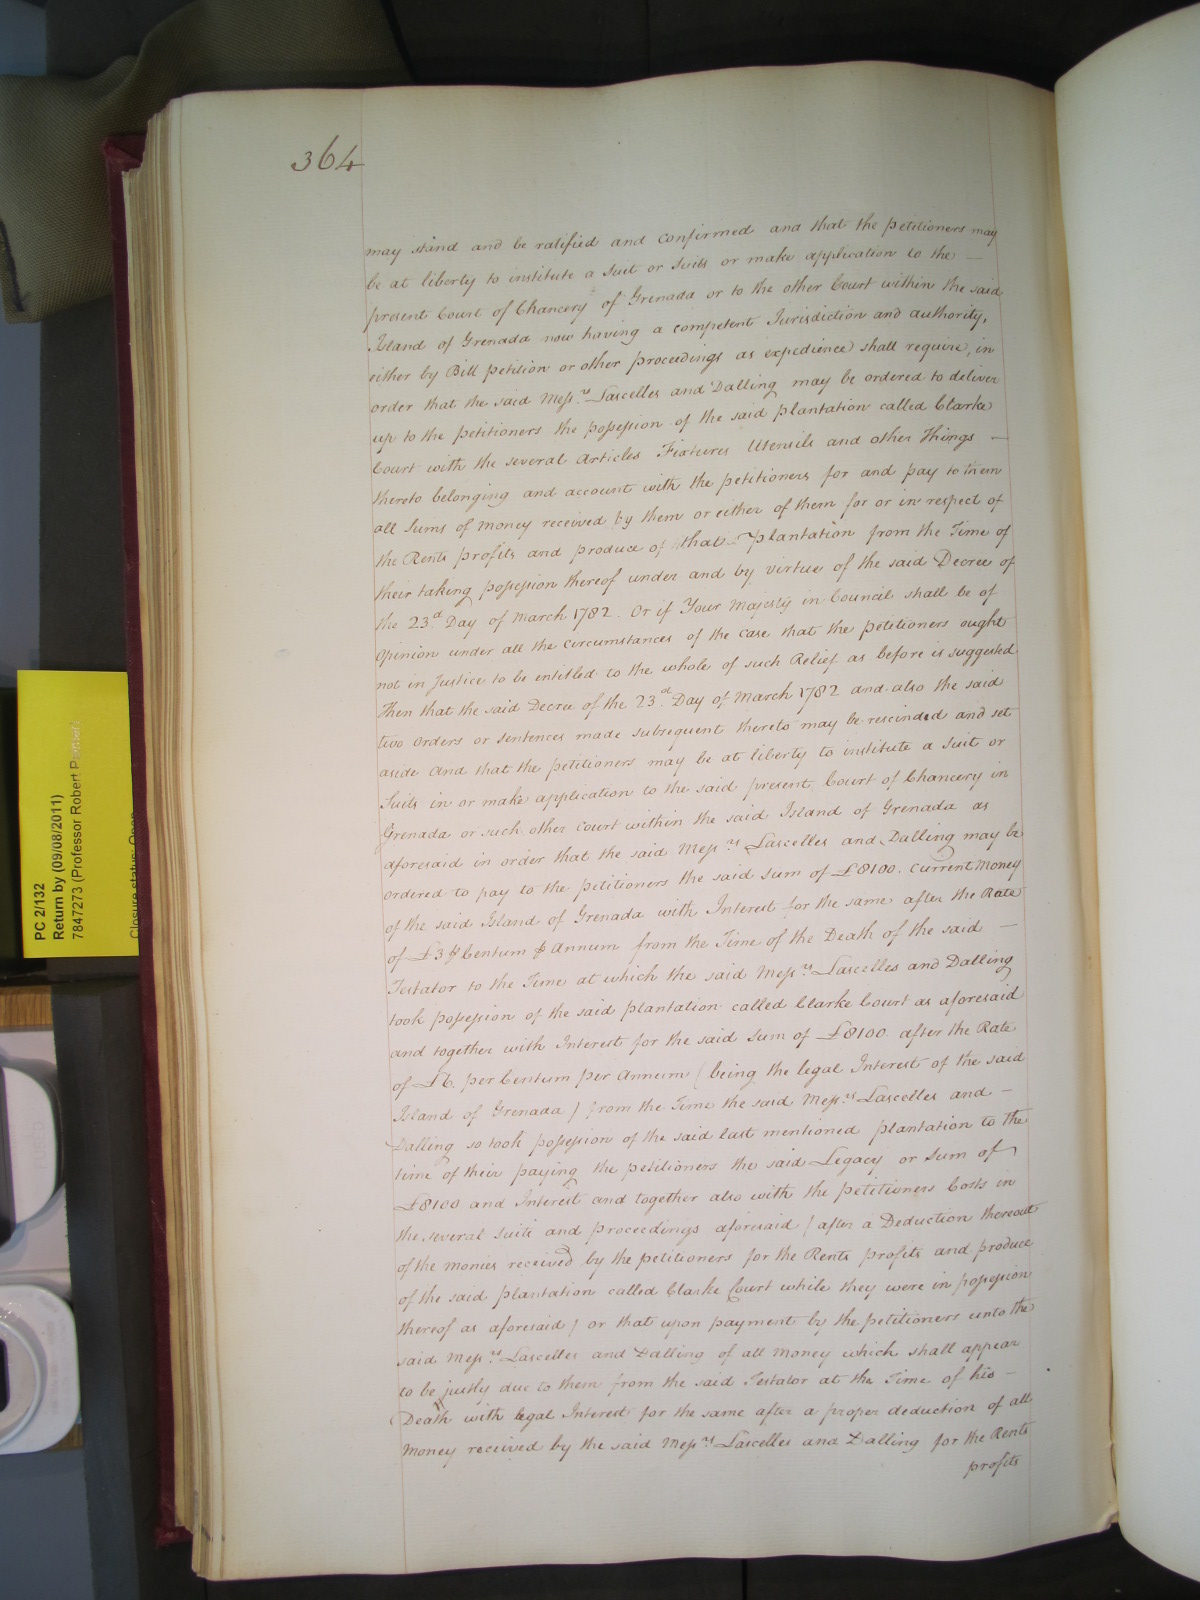 364
may stand and be ratified and confirmed and that the petitioners may
be at liberty to institute a Suit or Suits or make application to the —
present Court of Chancery of Grenada or to the other Court within the said
Island of Grenada now having a competent Jurisdiction and authority,
either by Bill petition or other proceedings as expedience shall require, in
order that the said Messrs. Lascelles and Dalling may be ordered to deliver
up to the petitioners the possession of the said plantation called Clarke
Court with the several Articles Fixtures Utensils and other Things —
thereto belonging and account with the petitioners for and pay to them
all Sums of money received by them or either of them for or in respect of
the Rents profits and produce of that plantation from the Time of
their taking possession thereof under and by virtue of the said Decree of
the 23d. Day of March 1782. Or if Your Majesty in Council shall be of
Opinion under all the circumstances of the case that the petitioners ought
not in Justice to be entitled to the whole of such Relief as before is suggested
Then that the said Decree of the 23d. Day of March 1782 and also the said
two Orders or sentences made subsequent thereto may be rescinded and set
aside And that the petitioners may be at liberty to institute a Suit or
Suits in or make application to the said present Court of Chancery in
Grenada or such other Court within the said Island of Grenada as
aforesaid in order that the said Messrs. Lascelles and Dalling may be
ordered to pay to the petitioners the said sum of £8100. Current Money
of the said Island of Grenada with Interest for the same after the Rate
of £3 ⅌ Centum ⅌ Annum from the Time of the Death of the said —
Testator to the Time at which the said Messrs. Lascelles and Dalling
took possession of the said plantation called Clarke Court as aforesaid
and together with Interest for the said sum of £8100. after the Rate
of £6. per Centum per Annum (being the legal Interest of the said
Island of Grenada) from the Time the said Messrs. Lascelles and —
Dalling so took possession of the said last mentioned plantation to the
time of their paying the petitioners the said Legacy or Sum of
£8100 and Interest and together also with the petitioners Costs in
the several suits and proceedings aforesaid (after a Deduction thereout
of the monies received by the petitioners for the Rents profits and produce
of the said plantation called Clarke Court while they were in possession
thereof as aforesaid) or that upon payment by the petitioners unto the
said Messrs. Lascelles and Dalling of all money which shall appear
to be justly due to them from the said Testator at the Time of his —
Death with legal Interest for the same after a proper deduction of all
money received by the said Messrs. Lascelles and Dalling for the Rents
profits
PC 2/132
Return by (09/08/2011)
7847273 (Professor Robert
Closure status: Open